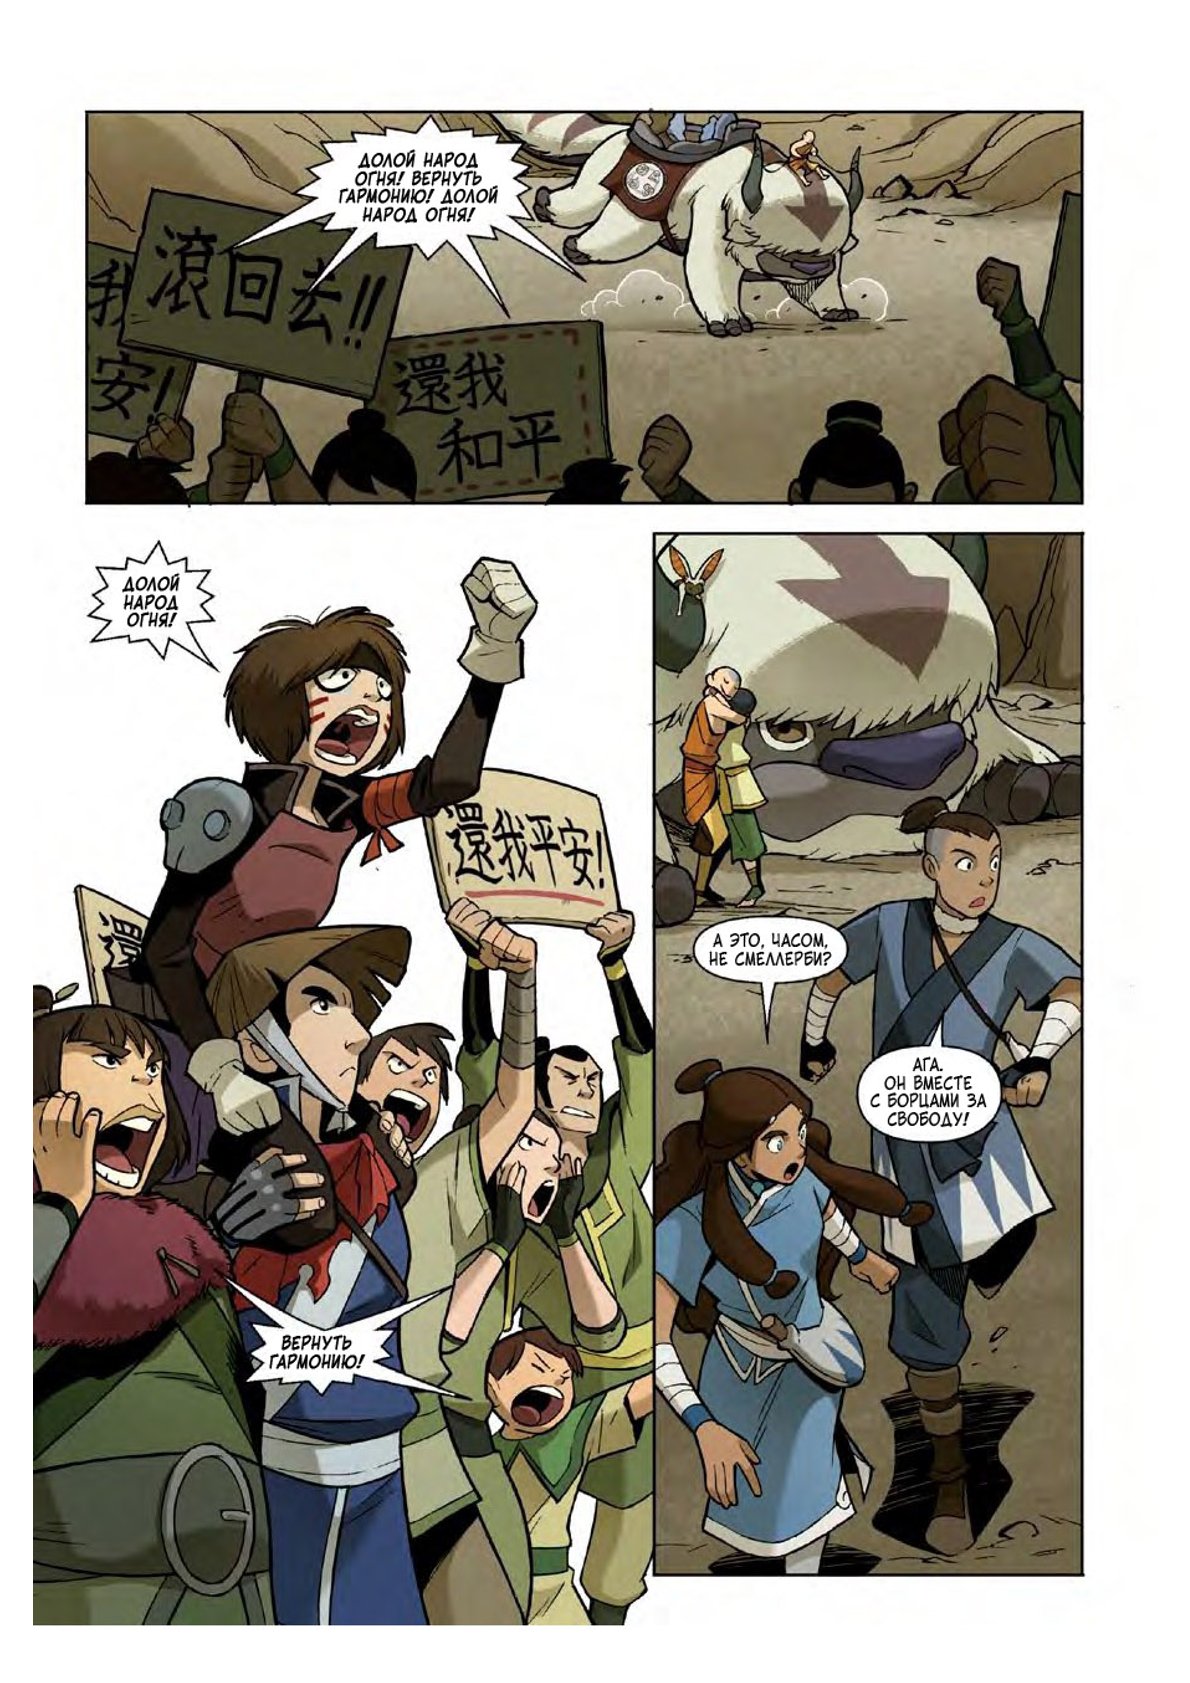 ДОЛОЙ НАРОД
ОГНЯ! ВЕРНУТЬ
ГАРМОНИЮ! ДОЛОЙ
НАРОД ОГНЯ!
我
安!
滾回去!!
還我
和平
ДОЛОЙ
НАРОД
ОГНЯ!
還我平安!
還
ВЕРНУТЬ
ГАРМОНИЮ!
А ЭТО, ЧАСОМ,
НЕ СМЕЛЛЕРБИ?
АГА.
ОН ВМЕСТЕ
С БОРЦАМИ ЗА
СВОБОДУ!